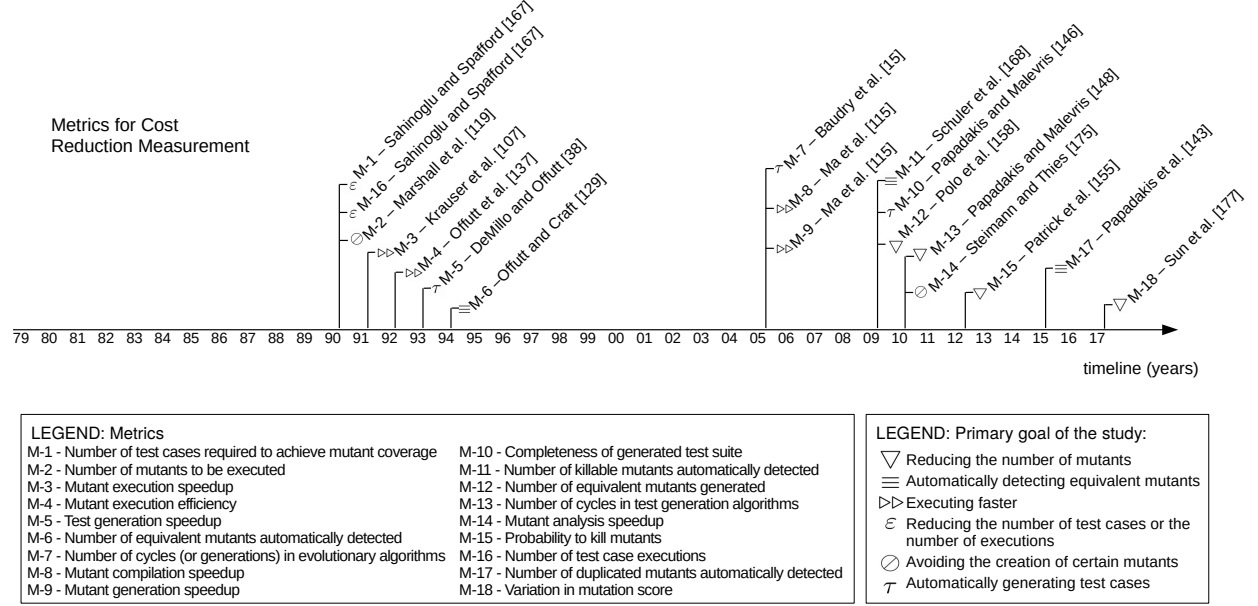 Metrics for Cost
Reduction Measurement
ε M-1 – Sahinoglu and Spafford [167]
ε M-16 – Sahinoglu and Spafford [167]
M-2 – Marshall et al. [119]
M-3 – Krauser et al. [107]
M-4 – Offutt et al. [137]
τ M-5 – DeMillo and Offutt [38]
M-6 –Offutt and Craft [129]
τ M-7 – Baudry et al. [15]
M-8 – Ma et al. [115]
M-9 – Ma et al. [115]
M-11 – Schuler et al. [168]
τ M-10 – Papadakis and Malevris [146]
M-12 – Polo et al. [158]
M-13 – Papadakis and Malevris [148]
M-14 – Steimann and Thies [175]
M-15 – Patrick et al. [155]
M-17 – Papadakis et al. [143]
M-18 – Sun et al. [177]
79 80 81 82 83 84 85 86 87 88 89 90 91 92 93 94 95 96 97 98 99 00 01 02 03 04 05 06 07 08 09 10 11 12 13 14 15 16 17
timeline (years)
LEGEND: Metrics
M-1 - Number of test cases required to achieve mutant coverage
M-2 - Number of mutants to be executed
M-3 - Mutant execution speedup
M-4 - Mutant execution efficiency
M-5 - Test generation speedup
M-6 - Number of equivalent mutants automatically detected
M-7 - Number of cycles (or generations) in evolutionary algorithms
M-8 - Mutant compilation speedup
M-9 - Mutant generation speedup
M-10 - Completeness of generated test suite
M-11 - Number of killable mutants automatically detected
M-12 - Number of equivalent mutants generated
M-13 - Number of cycles in test generation algorithms
M-14 - Mutant analysis speedup
M-15 - Probability to kill mutants
M-16 - Number of test case executions
M-17 - Number of duplicated mutants automatically detected
M-18 - Variation in mutation score
LEGEND: Primary goal of the study:
Reducing the number of mutants
Automatically detecting equivalent mutants
Executing faster
ε Reducing the number of test cases or the
number of executions
Avoiding the creation of certain mutants
τ Automatically generating test cases